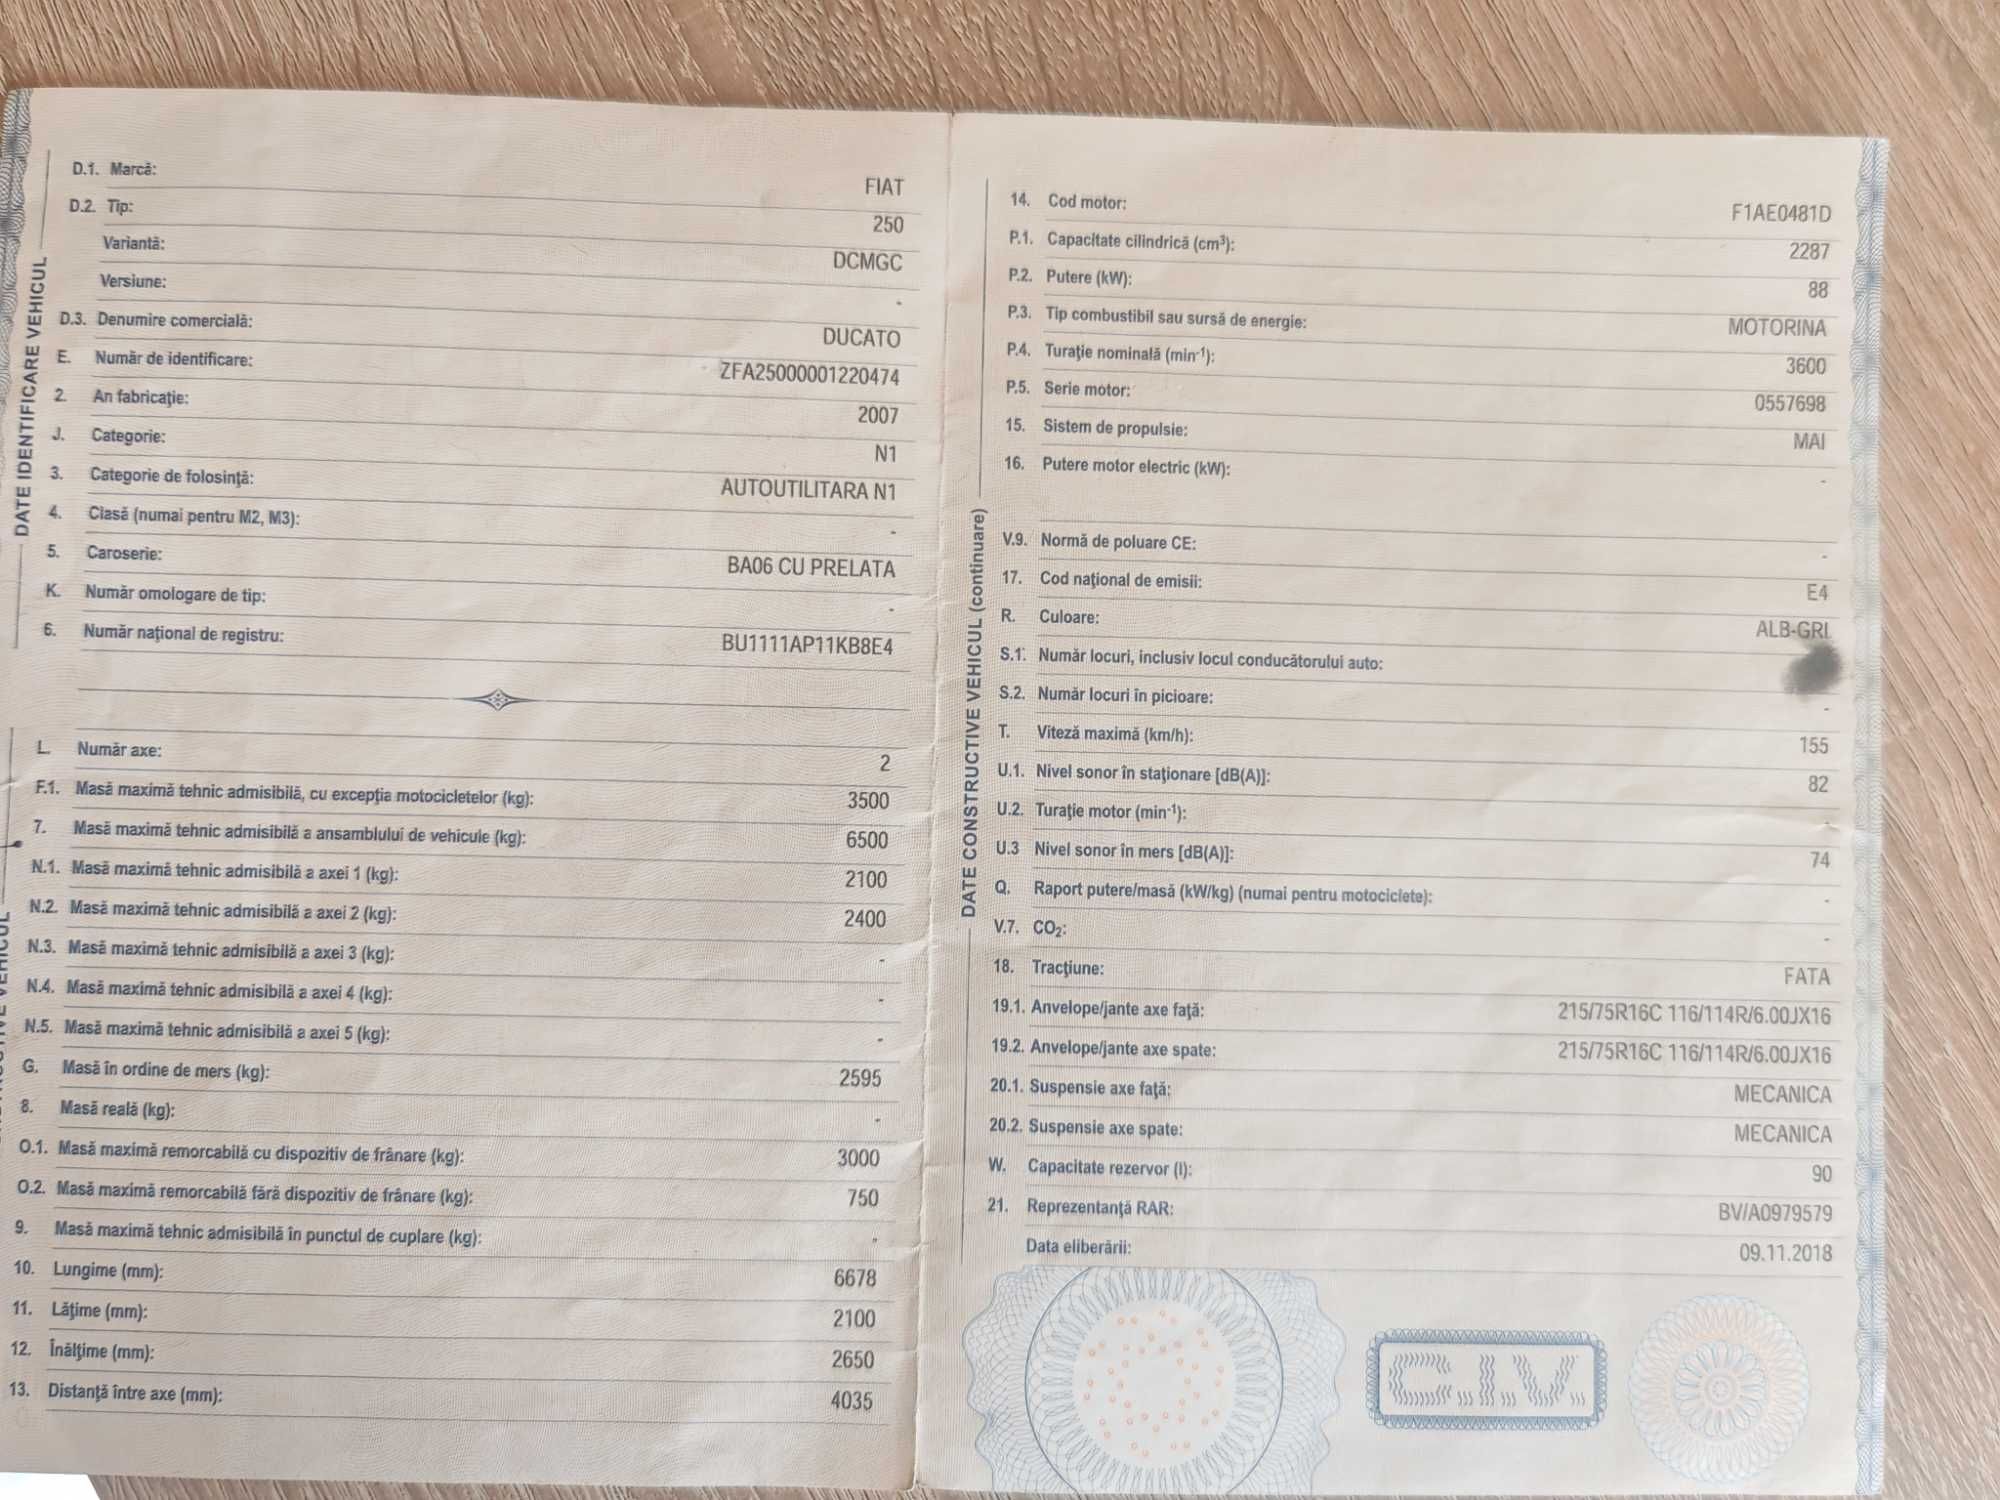 DATE IDENTIFICARE VEHICUL
D.1. Marcă: FIAT
D.2. Tip: 250
Variantă: DCMGC
Versiune: -
D.3. Denumire comercială: DUCATO
E. Număr de identificare: ZFA25000001220474
2. An fabricaţie: 2007
J. Categorie: N1
3. Categorie de folosinţă: AUTOUTILITARA N1
4. Clasă (numai pentru M2, M3): -
5. Caroserie: BA06 CU PRELATA
K. Număr omologare de tip: -
6. Număr naţional de registru: BU1111AP11KB8E4
L. Număr axe: 2
F.1. Masă maximă tehnic admisibilă, cu excepţia motocicletelor (kg): 3500
7. Masă maximă tehnic admisibilă a ansamblului de vehicule (kg): 6500
N.1. Masă maximă tehnic admisibilă a axei 1 (kg): 2100
N.2. Masă maximă tehnic admisibilă a axei 2 (kg): 2400
N.3. Masă maximă tehnic admisibilă a axei 3 (kg): -
N.4. Masă maximă tehnic admisibilă a axei 4 (kg): -
N.5. Masă maximă tehnic admisibilă a axei 5 (kg): -
G. Masă în ordine de mers (kg): 2595
8. Masă reală (kg): -
O.1. Masă maximă remorcabilă cu dispozitiv de frânare (kg): 3000
O.2. Masă maximă remorcabilă fără dispozitiv de frânare (kg): 750
9. Masă maximă tehnic admisibilă în punctul de cuplare (kg): -
10. Lungime (mm): 6678
11. Lăţime (mm): 2100
12. Înălţime (mm): 2650
13. Distanţă între axe (mm): 4035
DATE CONSTRUCTIVE VEHICUL (continuare)
14. Cod motor: F1AE0481D
P.1. Capacitate cilindrică (cm³): 2287
P.2. Putere (kW): 88
P.3. Tip combustibil sau sursă de energie: MOTORINA
P.4. Turaţie nominală (min-¹): 3600
P.5. Serie motor: 0557698
15. Sistem de propulsie: MAI
16. Putere motor electric (kW): -
V.9. Normă de poluare CE: -
17. Cod naţional de emisii: E4
R. Culoare: ALB-GRI
S.1. Număr locuri, inclusiv locul conducătorului auto:
S.2. Număr locuri în picioare: -
T. Viteză maximă (km/h): 155
U.1. Nivel sonor în staţionare [dB(A)]: 82
U.2. Turaţie motor (min-¹): -
U.3 Nivel sonor în mers [dB(A)]: 74
Q. Raport putere/masă (kW/kg) (numai pentru motociclete): -
V.7. CO₂: -
18. Tracţiune: FATA
19.1. Anvelope/jante axe faţă: 215/75R16C 116/114R/6.00JX16
19.2. Anvelope/jante axe spate: 215/75R16C 116/114R/6.00JX16
20.1. Suspensie axe faţă: MECANICA
20.2. Suspensie axe spate: MECANICA
W. Capacitate rezervor (l): 90
21. Reprezentanţă RAR: BV/A0979579
Data eliberării: 09.11.2018
C.I.V.